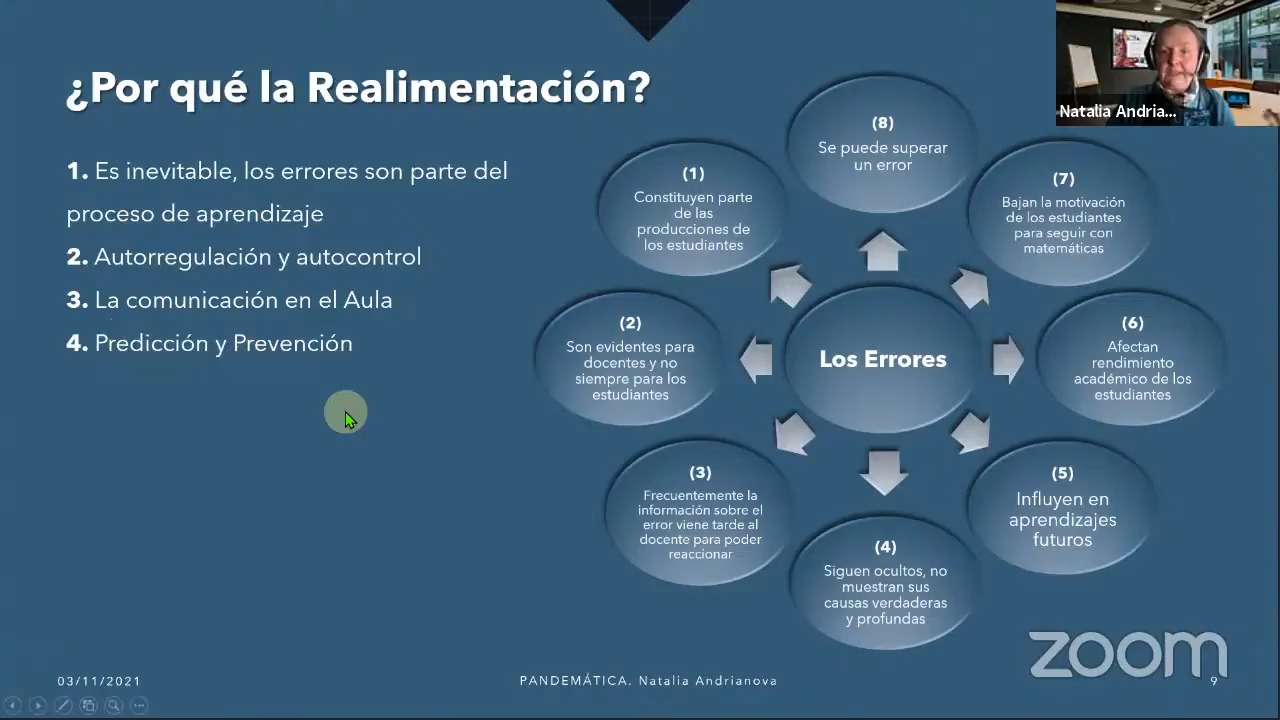 ¿Por qué la Realimentación?
1. Es inevitable, los errores son parte del
proceso de aprendizaje
2. Autorregulación y autocontrol
3. La comunicación en el Aula
4. Predicción y Prevención
Los Errores
(1)
Constituyen parte
de las
producciones de
los estudiantes
(2)
Son evidentes para
docentes y no
siempre para los
estudiantes
(3)
Frecuentemente la
información sobre el
error viene tarde al
docente para poder
reaccionar
(4)
Siguen ocultos, no
muestran sus
causas verdaderas
y profundas
(5)
Influyen en
aprendizajes
futuros
(6)
Afectan
rendimiento
académico de los
estudiantes
(7)
Bajan la motivación
de los estudiantes
para seguir con
matemáticas
(8)
Se puede superar
un error
Natalia Andria...
zoom
03/11/2021
PANDEMÁTICA. Natalia Andrianova
9